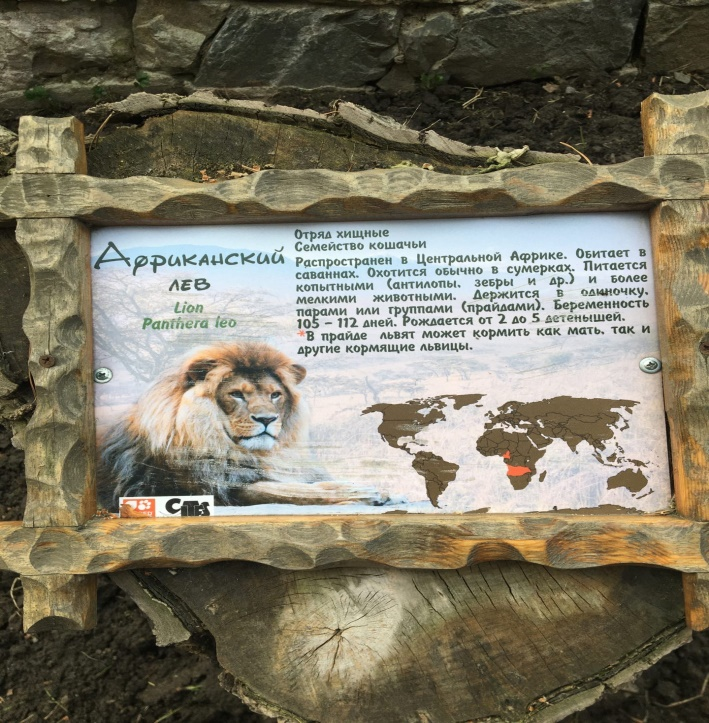 Африканский
лев
Lion
Panthera leo
Отряд хищные
Семейство кошачьи
Распространен в Центральной Африке. Обитает в
саваннах. Охотится обычно в сумерках. Питается
копытными (антилопы, зебры и др.) и более
мелкими животными. Держится в одиночку,
парами или группами (прайдами). Беременность
105 – 112 дней. Рождается от 2 до 5 детенышей.
*В прайде львят может кормить как мать, так и
другие кормящие львицы.
CITES